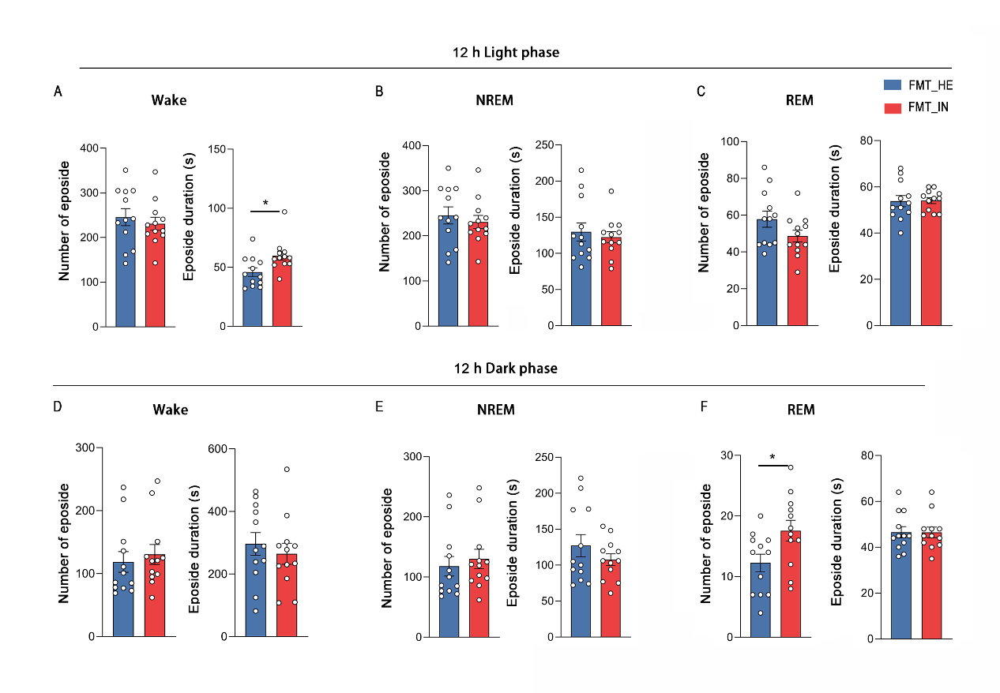 12 h Light phase
A
Wake
B
NREM
C
REM
FMT_HE
FMT_IN
Number of eposide
400
300
200
100
0
Eposide duration (s)
150
100
50
0
*
Number of eposide
400
300
200
100
0
Eposide duration (s)
250
200
150
100
50
0
Number of eposide
100
80
60
40
20
0
Eposide duration (s)
80
60
40
20
0
12 h Dark phase
D
Wake
E
NREM
F
REM
Number of eposide
300
200
100
0
Eposide duration (s)
600
400
200
0
Number of eposide
300
200
100
0
Eposide duration (s)
250
200
150
100
50
0
Number of eposide
30
20
10
0
*
Eposide duration (s)
80
60
40
20
0